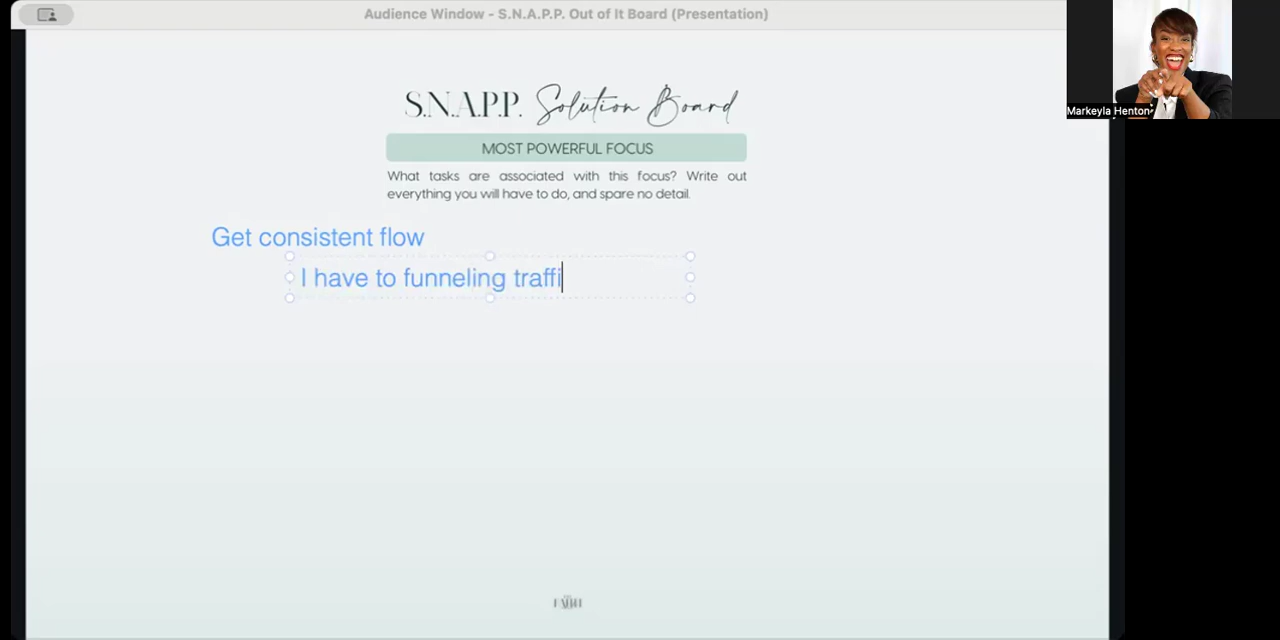 Audience Window - S.N.A.P.P. Out of It Board (Presentation)
Markeyla Henton
S.N.A.P.P. Solution Board
MOST POWERFUL FOCUS
What tasks are associated with this focus? Write out
everything you will have to do, and spare no detail.
Get consistent flow
I have to funneling traffi